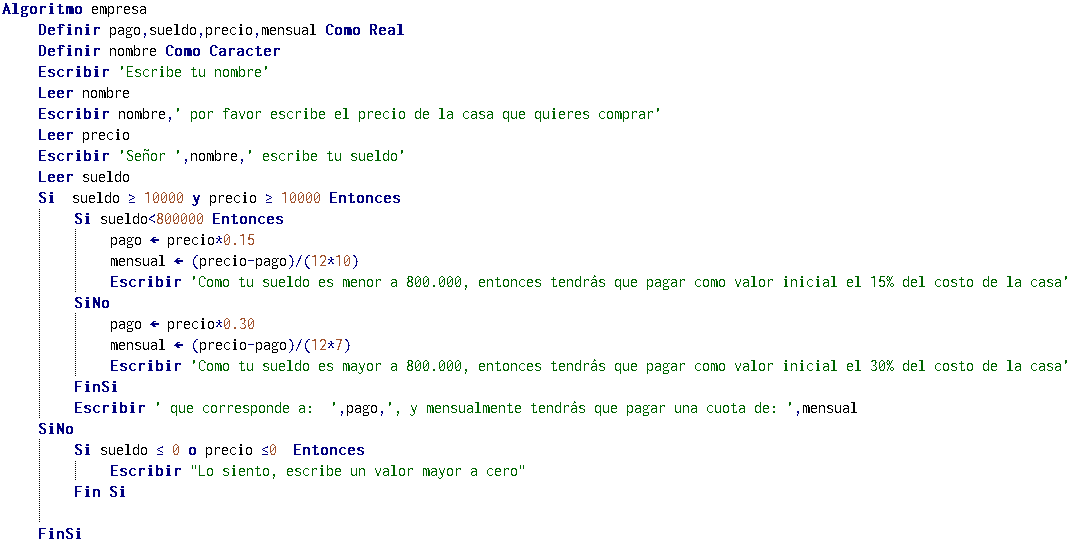 Algoritmo empresa
Definir pago,sueldo,precio,mensual Como Real
Definir nombre Como Caracter
Escribir 'Escribe tu nombre'
Leer nombre
Escribir nombre,' por favor escribe el precio de la casa que quieres comprar'
Leer precio
Escribir 'Señor ',nombre,' escribe tu sueldo'
Leer sueldo
Si  sueldo ≥ 10000 y precio ≥ 10000 Entonces
Si sueldo<800000 Entonces
pago ← precio*0.15
mensual ← (precio-pago)/(12*10)
Escribir 'Como tu sueldo es menor a 800.000, entonces tendrás que pagar como valor inicial el 15% del costo de la casa'
SiNo
pago ← precio*0.30
mensual ← (precio-pago)/(12*7)
Escribir 'Como tu sueldo es mayor a 800.000, entonces tendrás que pagar como valor inicial el 30% del costo de la casa'
FinSi
Escribir ' que corresponde a:  ',pago,', y mensualmente tendrás que pagar una cuota de: ',mensual
SiNo
Si sueldo ≤ 0 o precio ≤0  Entonces
Escribir "Lo siento, escribe un valor mayor a cero"
Fin Si
FinSi